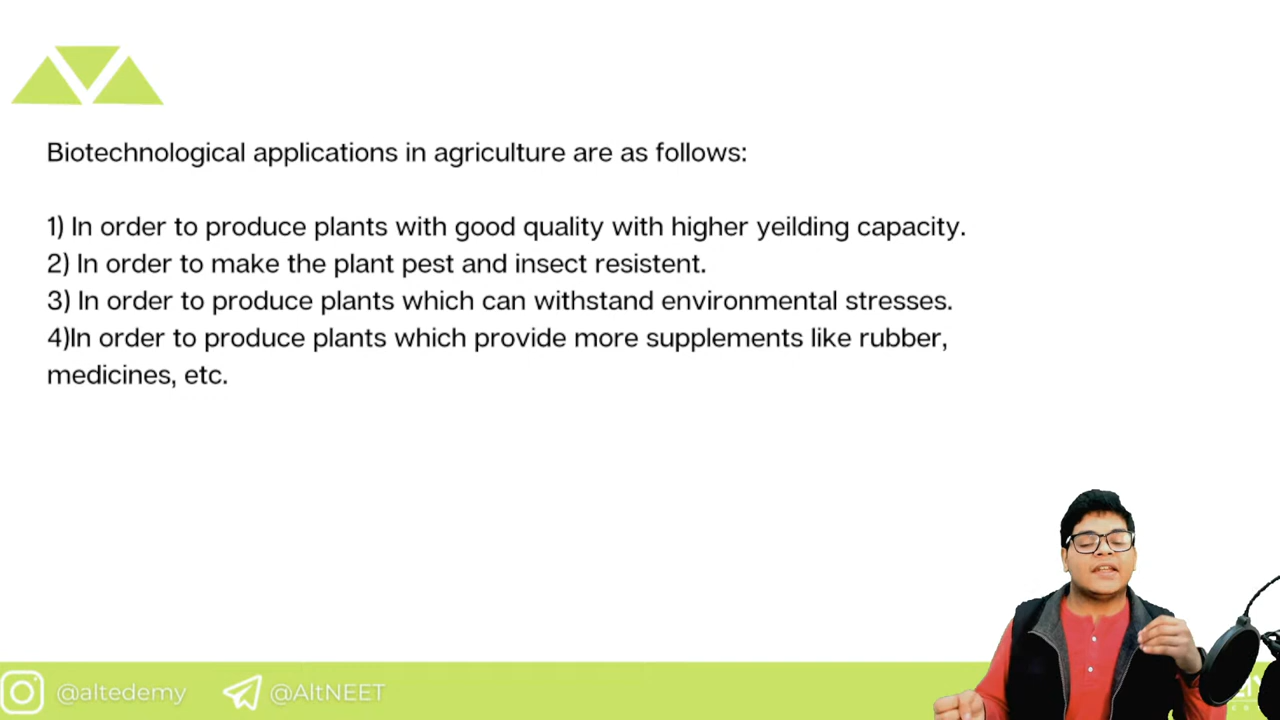 Biotechnological applications in agriculture are as follows:
1) In order to produce plants with good quality with higher yeilding capacity.
2) In order to make the plant pest and insect resistent.
3) In order to produce plants which can withstand environmental stresses.
4)In order to produce plants which provide more supplements like rubber,
medicines, etc.
@altedemy @AltNEET